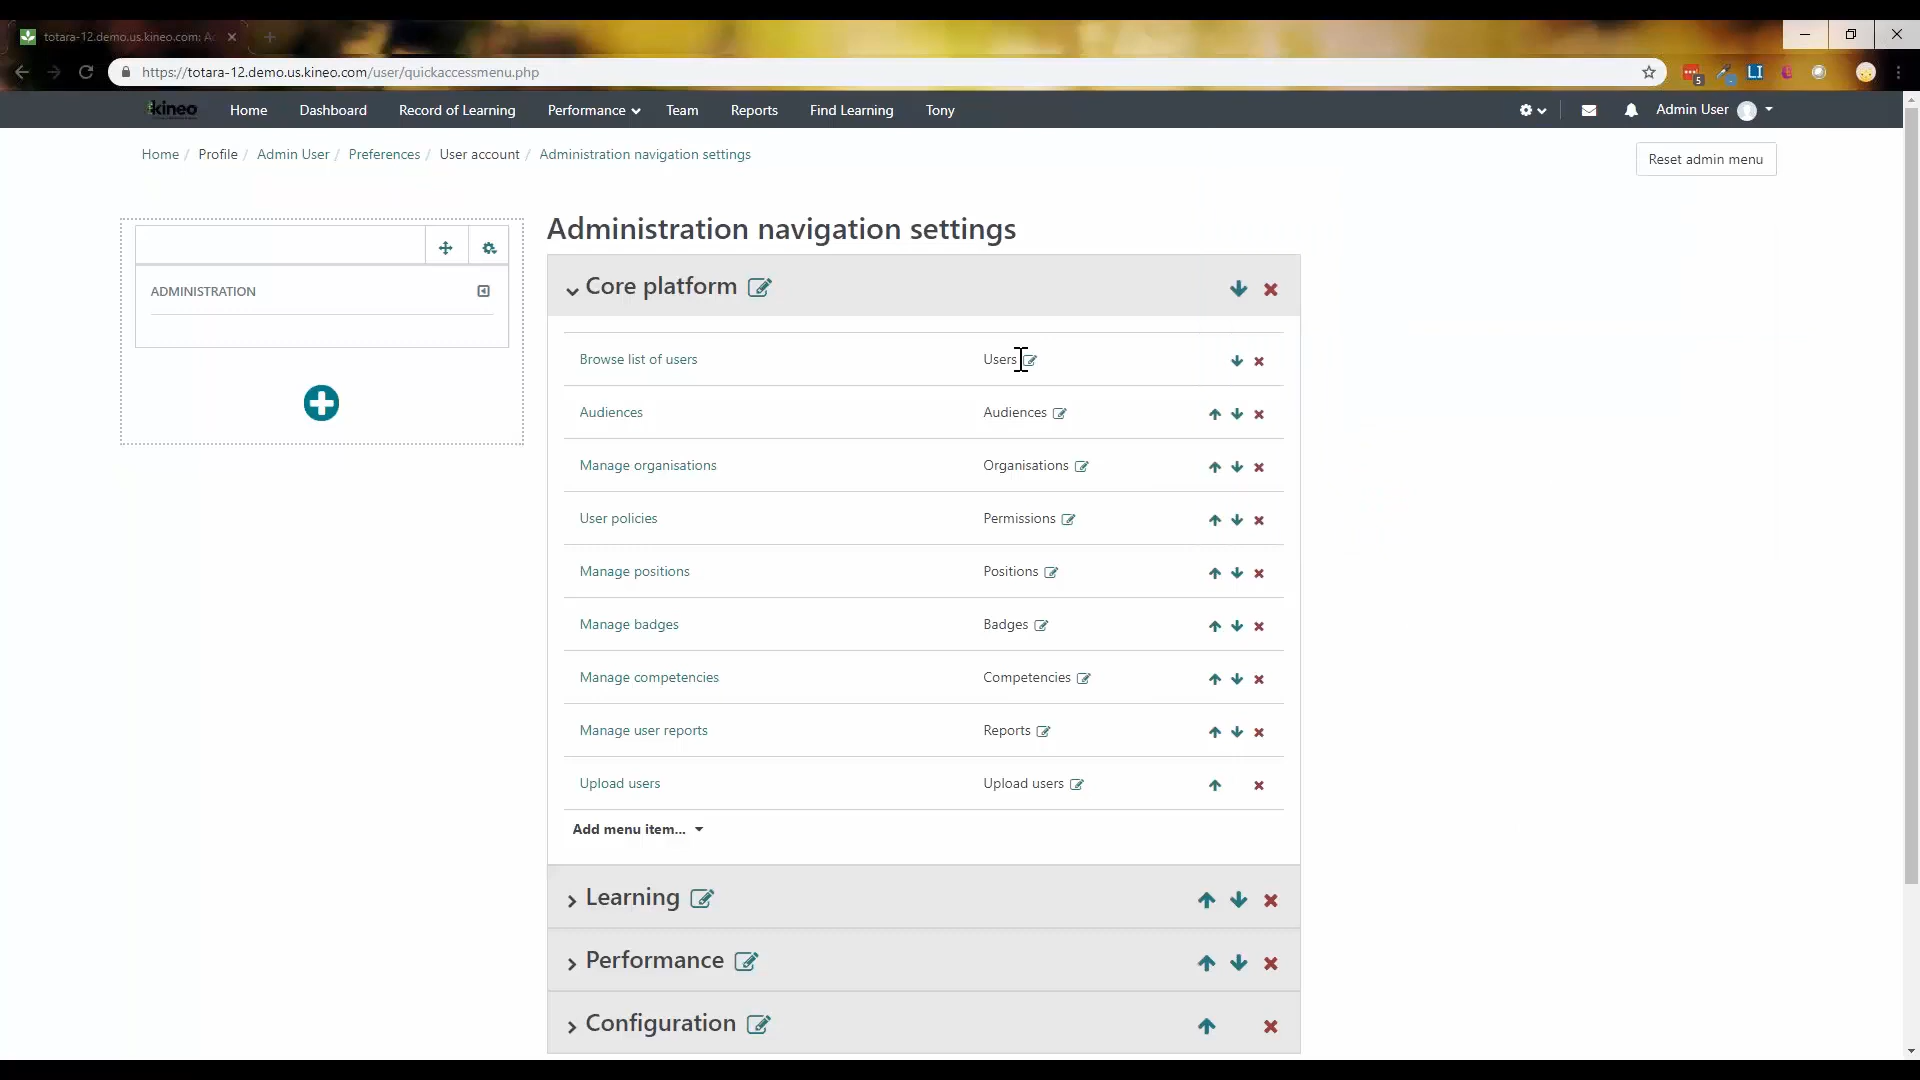 totara-12.demo.us.kineo.com: Ac
https://totara-12.demo.us.kineo.com/user/quickaccessmenu.php
5
LI
kineo Home Dashboard Record of Learning Performance Team Reports Find Learning Tony Admin User
Home / Profile / Admin User / Preferences / User account / Administration navigation settings
Reset admin menu
Administration navigation settings
ADMINISTRATION
Core platform
Browse list of users Users
Audiences Audiences
Manage organisations Organisations
User policies Permissions
Manage positions Positions
Manage badges Badges
Manage competencies Competencies
Manage user reports Reports
Upload users Upload users
Add menu item...
Learning
Performance
Configuration